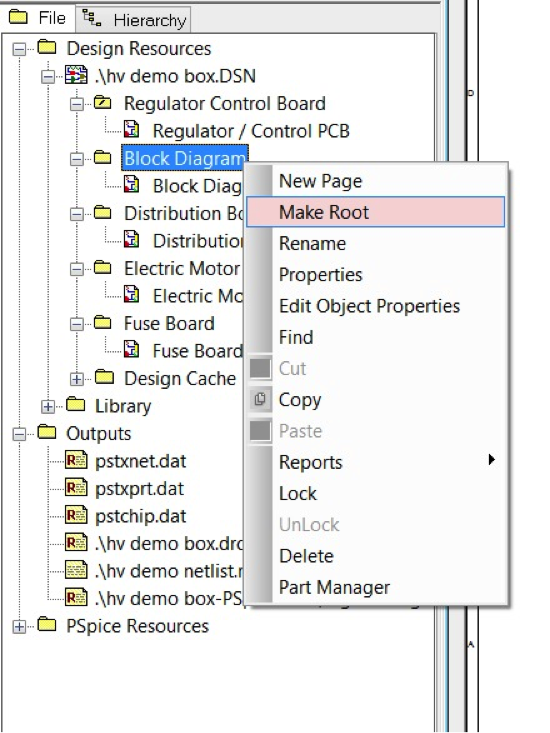 File
Hierarchy
Design Resources
.\hv demo box.DSN
Regulator Control Board
Regulator / Control PCB
Block Diagram
Block Diag
Distribution Bo
Distribution
Electric Motor
Electric Mo
Fuse Board
Fuse Board
Design Cache
Library
Outputs
pstxnet.dat
pstxprt.dat
pstchip.dat
.\hv demo box.drc
.\hv demo netlist.r
.\hv demo box-PS
PSpice Resources
New Page
Make Root
Rename
Properties
Edit Object Properties
Find
Cut
Copy
Paste
Reports
Lock
UnLock
Delete
Part Manager
D
A